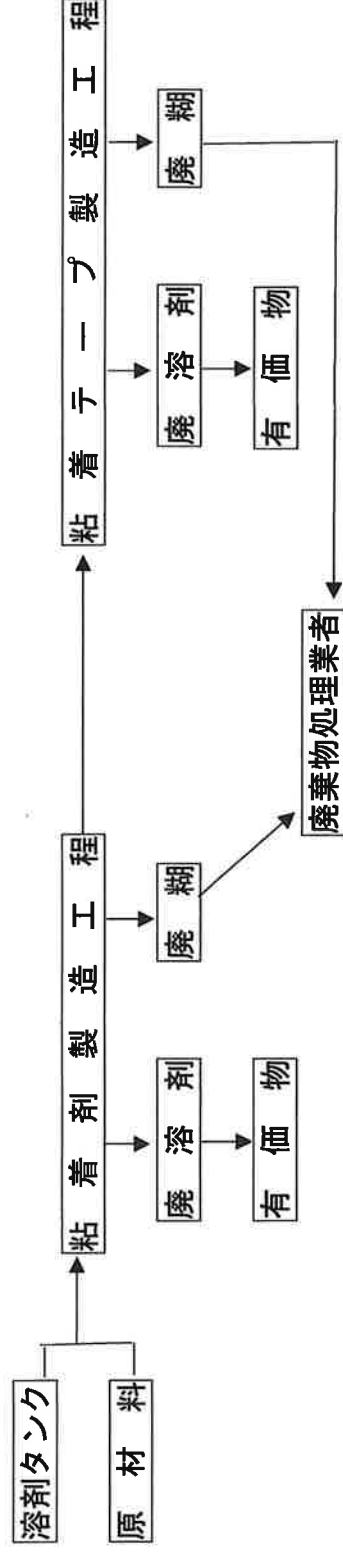 溶剤タンク
原材料
粘着剤製造工程
廃溶剤
有価物
廃糊
粘着テープ製造工程
廃溶剤
有価物
廃糊
廃棄物処理業者